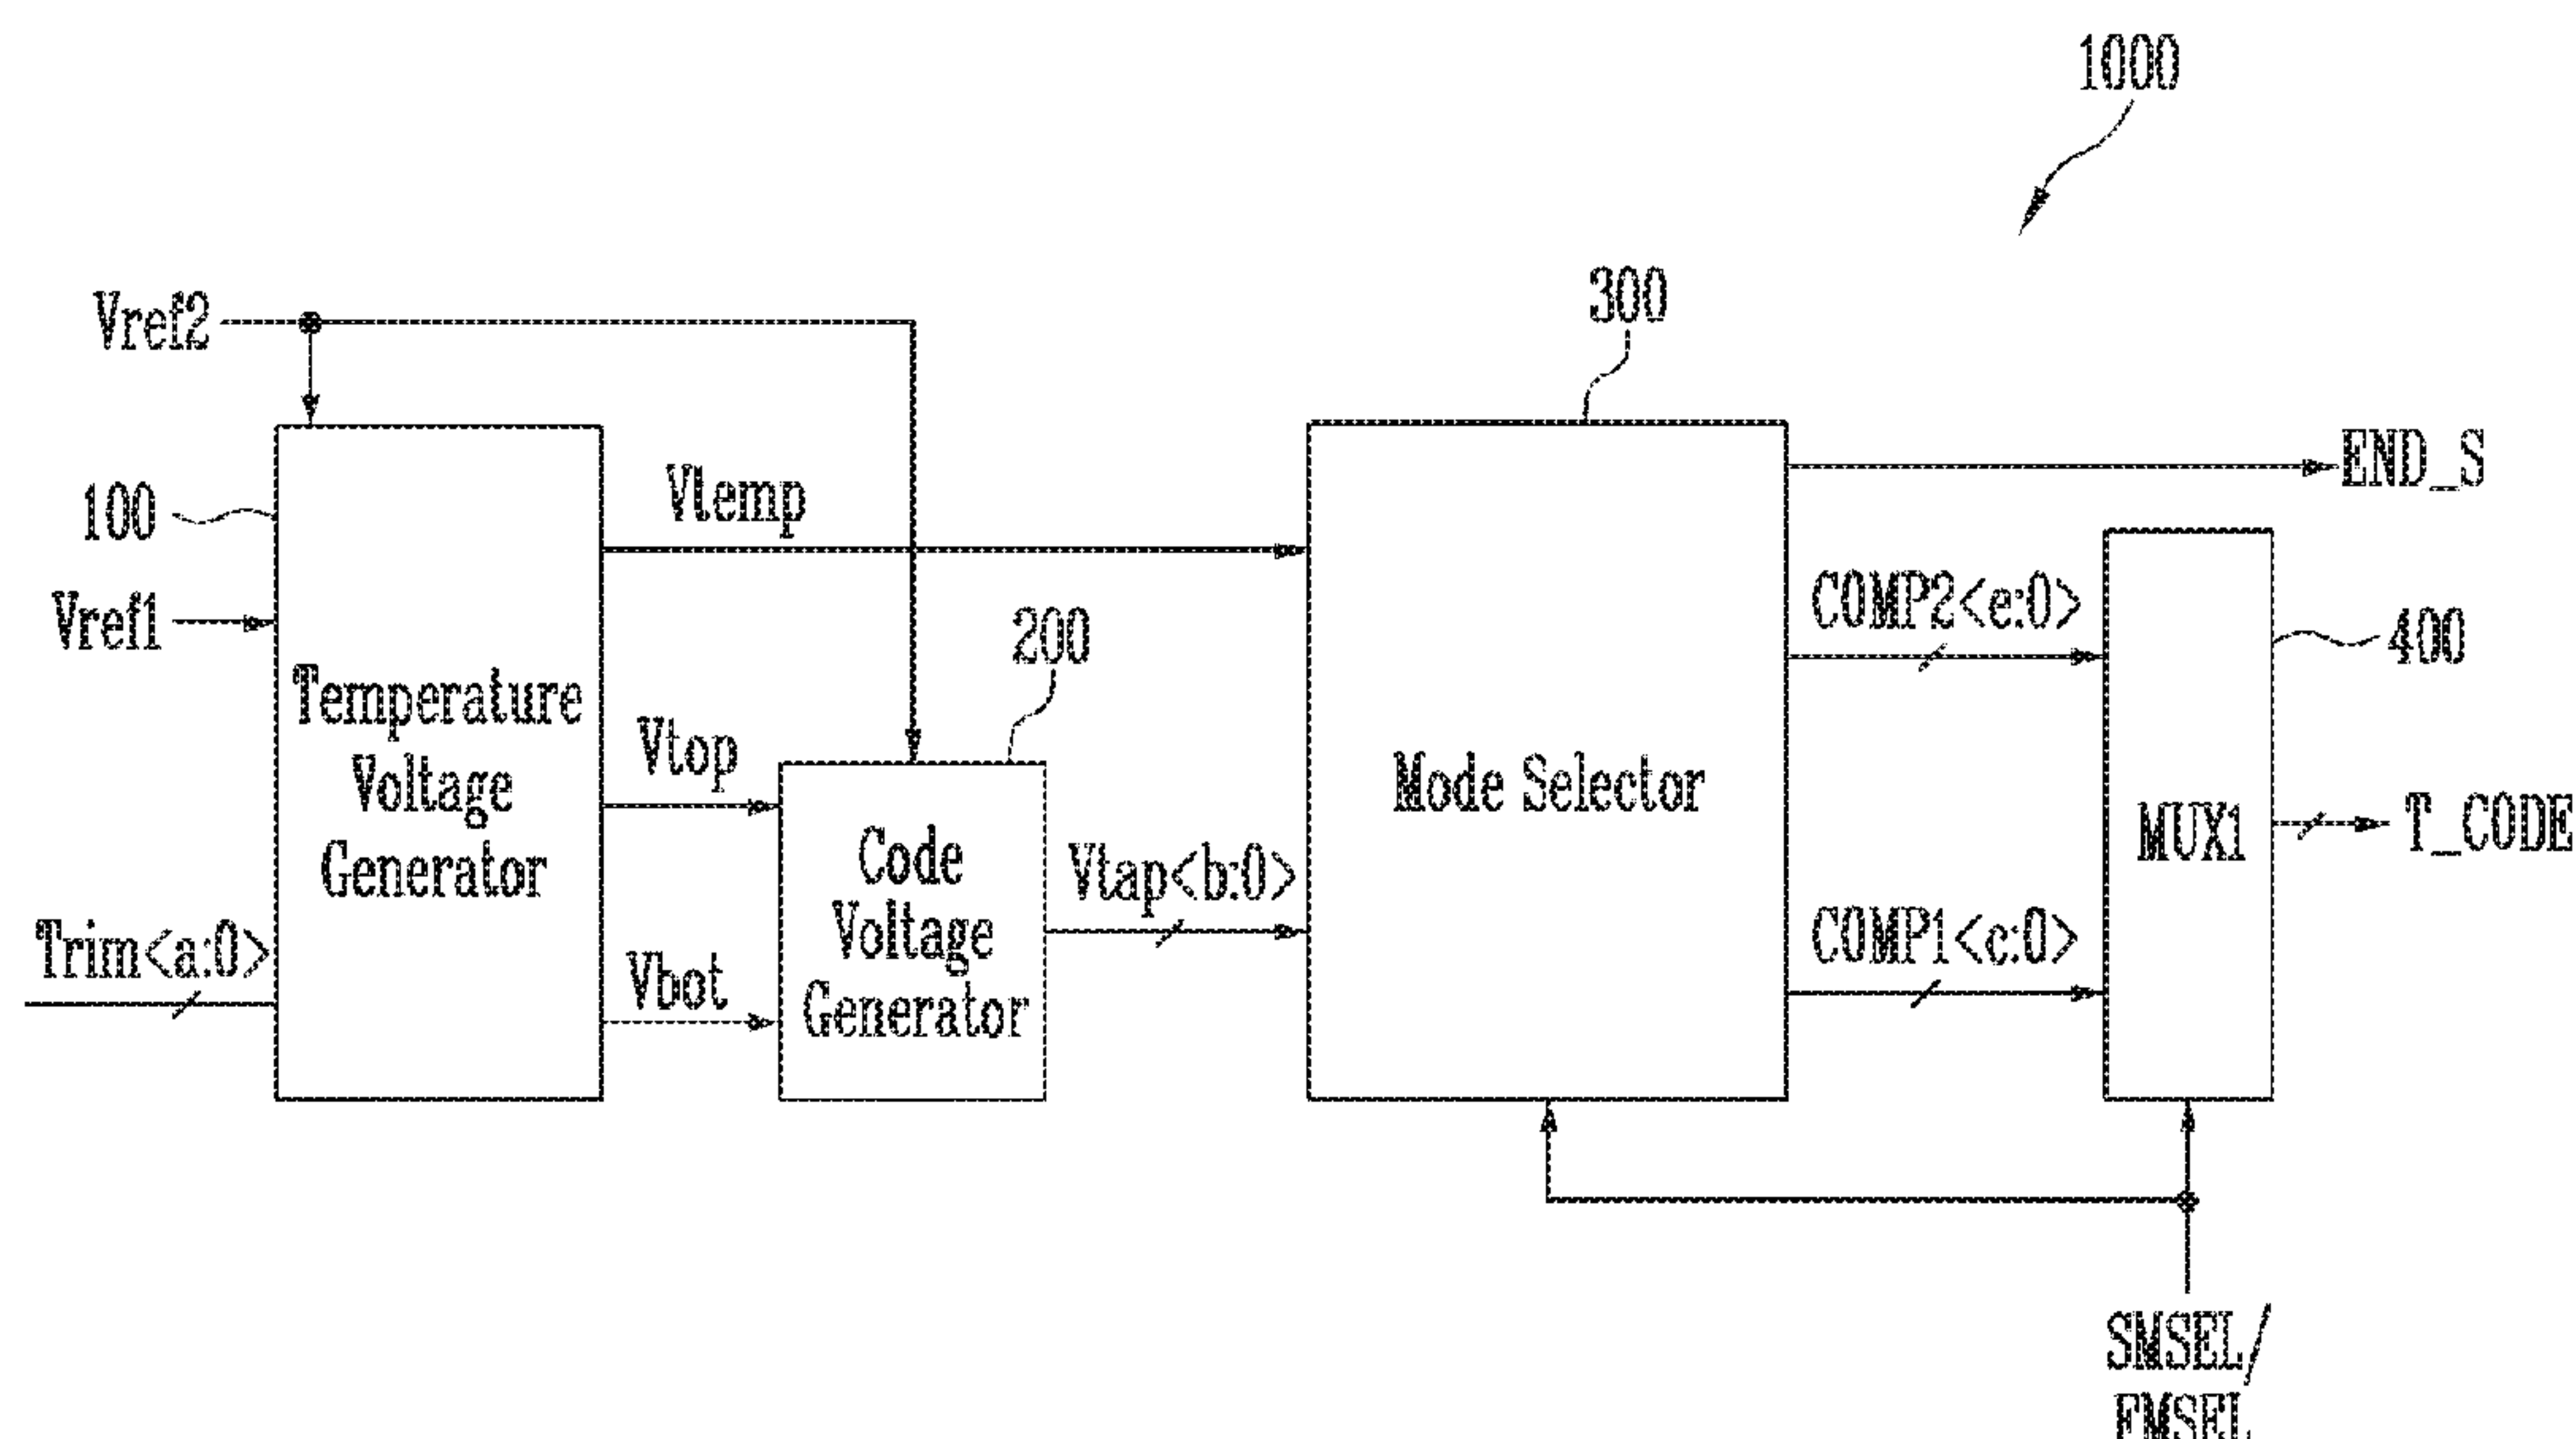 1000
Vref2
300
100
Vtemp
END_S
Vref1
200
COMP2<e:0>
400
Temperature
Voltage
Generator
Vtop
Mode Selector
Code
Voltage
Generator
Vtap<b:0>
MUX1
T_CODE
Trim<a:0>
Vbot
COMP1<c:0>
SMSEL/
FMSEL